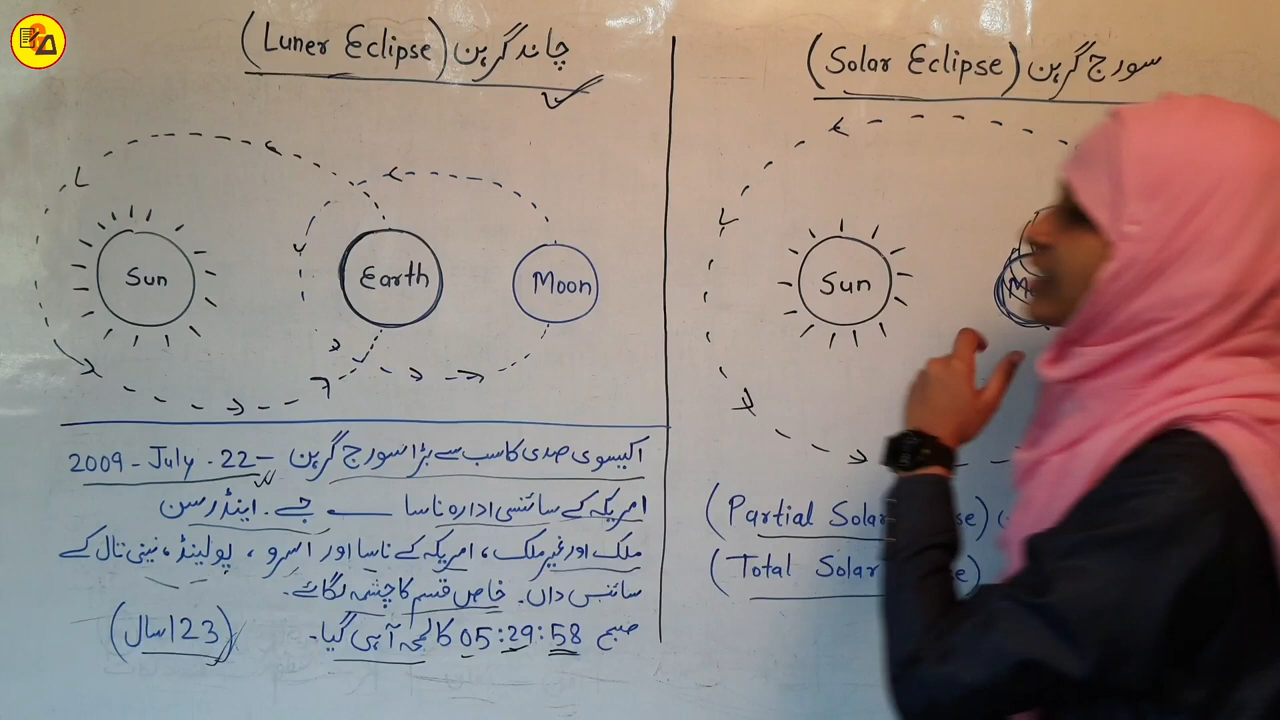 چاند گرہن (Luner Eclipse)
Sun
Earth
Moon
اکیسوی صدی کا سب سے بڑا سورج گرہن – 22 . July - 2009
امریکہ کے سائنسی ادارہ ناسا — جے . اینڈرسن
ملک اور غیر ملک، امریکہ کے ناسا اور اسرو ، پولینڈ ، نینی تال کے
سائنس داں۔ خاص قسم کا چشمہ لگائے۔
صبح 05:29:58 کا لمحہ آ ہی گیا۔ (123 سال)
سورج گرہن (Solar Eclipse)
Sun
(Partial Solar
(Total Solar